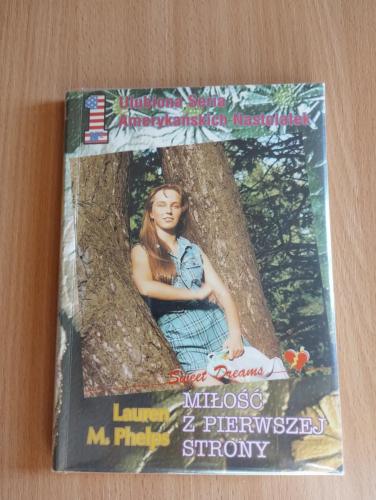 Ulubiona Seria
Amerykańskich Nastolatek
Sweet Dreams
Lauren
M. Phelps
MIŁOŚĆ
Z PIERWSZEJ
STRONY